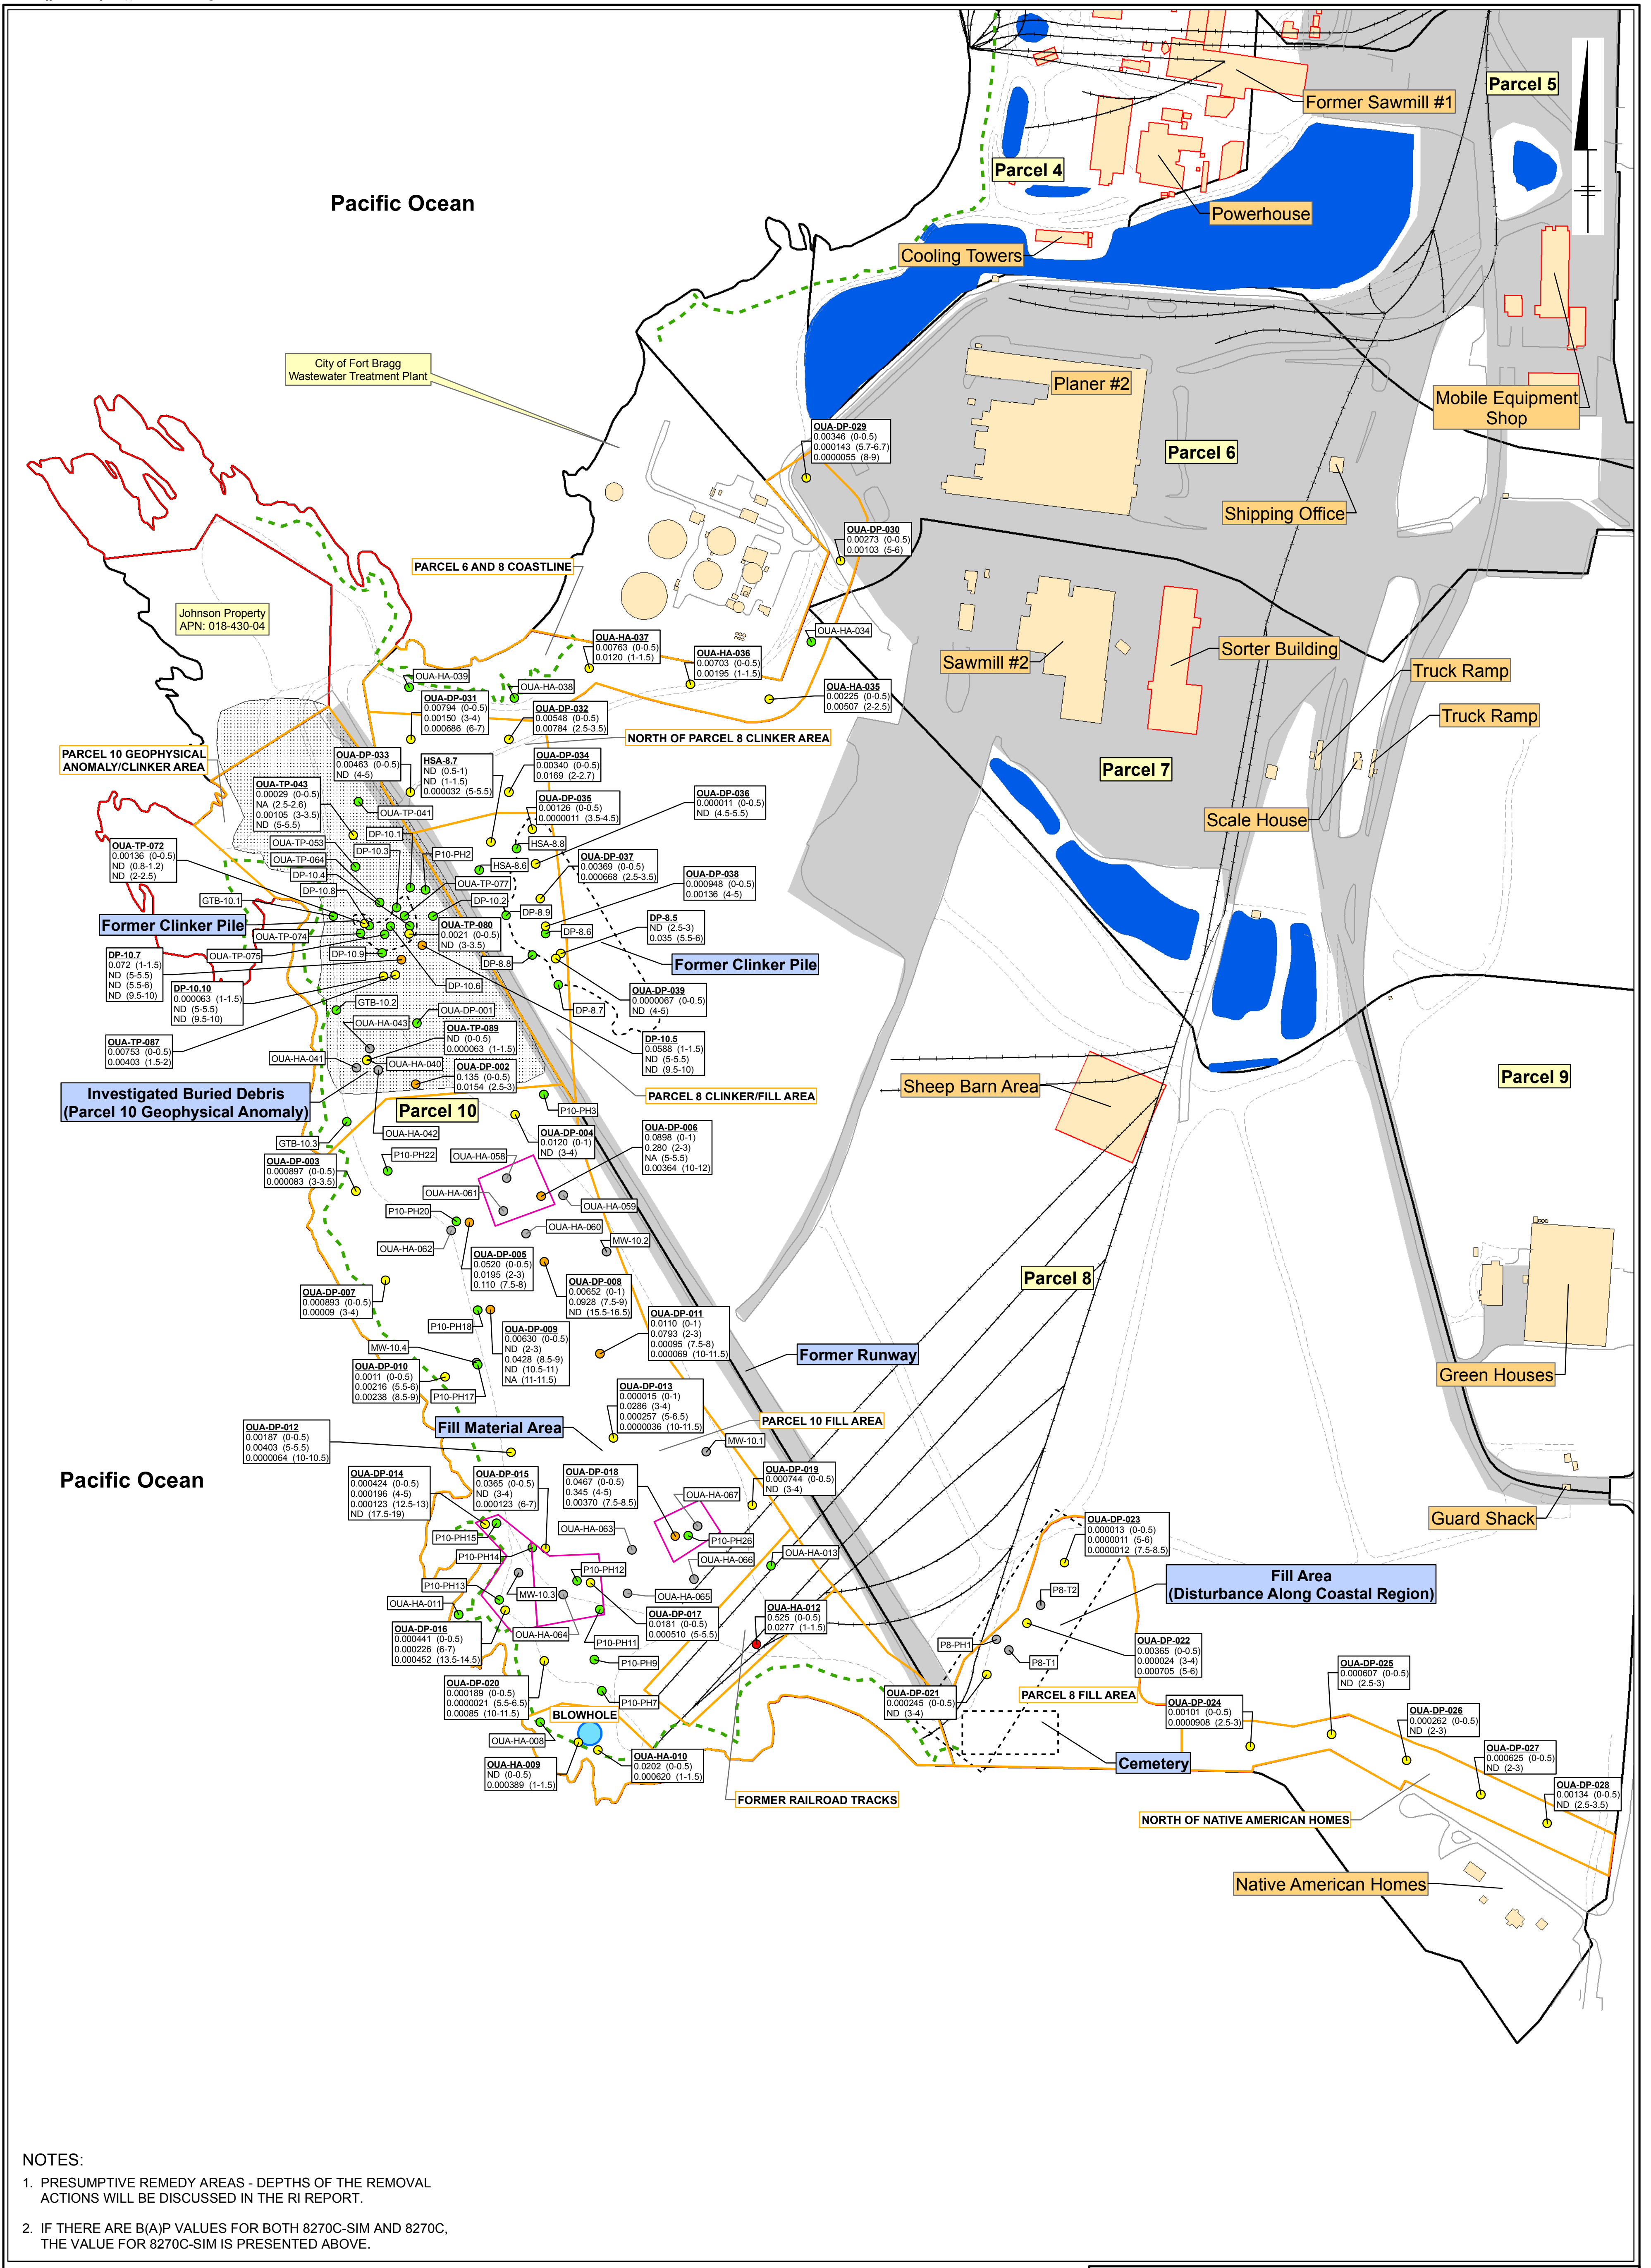 Parcel 5
Former Sawmill #1
Parcel 4
Pacific Ocean
Powerhouse
Cooling Towers
City of Fort Bragg
Wastewater Treatment Plant
Planer #2
Mobile Equipment
Shop
OUA-DP-029
0.00346 (0-0.5)
0.000143 (5.7-6.7)
0.0000055 (8-9)
Parcel 6
Shipping Office
OUA-DP-030
0.00273 (0-0.5)
0.00103 (5-6)
PARCEL 6 AND 8 COASTLINE
Johnson Property
APN: 018-430-04
OUA-HA-034
OUA-HA-037
0.00763 (0-0.5)
0.0120 (1-1.5)
OUA-HA-036
0.00703 (0-0.5)
0.00195 (1-1.5)
Sawmill #2
Sorter Building
Truck Ramp
OUA-HA-039
OUA-HA-038
OUA-HA-035
0.00225 (0-0.5)
0.00507 (2-2.5)
OUA-DP-031
0.00794 (0-0.5)
0.00150 (3-4)
0.000686 (6-7)
OUA-DP-032
0.00548 (0-0.5)
0.00784 (2.5-3.5)
Truck Ramp
NORTH OF PARCEL 8 CLINKER AREA
PARCEL 10 GEOPHYSICAL
ANOMALY/CLINKER AREA
OUA-DP-033
0.00463 (0-0.5)
ND (4-5)
HSA-8.7
ND (0.5-1)
ND (1-1.5)
0.000032 (5-5.5)
OUA-DP-034
0.00340 (0-0.5)
0.0169 (2-2.7)
Parcel 7
OUA-TP-043
0.00029 (0-0.5)
NA (2.5-2.6)
0.00105 (3-3.5)
ND (5-5.5)
OUA-TP-041
OUA-DP-035
0.00126 (0-0.5)
0.0000011 (3.5-4.5)
OUA-DP-036
0.000011 (0-0.5)
ND (4.5-5.5)
Scale House
DP-10.1
OUA-TP-053
HSA-8.8
OUA-TP-072
0.00136 (0-0.5)
ND (0.8-1.2)
ND (2-2.5)
DP-10.3
P10-PH2
OUA-TP-064
HSA-8.6
OUA-DP-037
0.00369 (0-0.5)
0.000668 (2.5-3.5)
DP-10.4
OUA-TP-077
OUA-DP-038
0.000948 (0-0.5)
0.00136 (4-5)
DP-10.8
GTB-10.1
DP-10.2
DP-8.9
Former Clinker Pile
OUA-TP-080
0.0021 (0-0.5)
ND (3-3.5)
DP-8.6
DP-8.5
ND (2.5-3)
0.035 (5.5-6)
OUA-TP-074
OUA-TP-075
DP-10.9
DP-8.8
Former Clinker Pile
DP-10.7
0.072 (1-1.5)
ND (5-5.5)
ND (5.5-6)
ND (9.5-10)
DP-10.10
0.000063 (1-1.5)
ND (5-5.5)
ND (9.5-10)
DP-10.6
OUA-DP-039
0.0000067 (0-0.5)
ND (4-5)
GTB-10.2
OUA-DP-001
DP-8.7
OUA-HA-043
OUA-TP-087
0.00753 (0-0.5)
0.00403 (1.5-2)
OUA-TP-089
ND (0-0.5)
0.000063 (1-1.5)
DP-10.5
0.0588 (1-1.5)
ND (5-5.5)
ND (9.5-10)
OUA-HA-041
OUA-HA-040
OUA-DP-002
0.135 (0-0.5)
0.0154 (2.5-3)
Sheep Barn Area
Parcel 9
Investigated Buried Debris
(Parcel 10 Geophysical Anomaly)
PARCEL 8 CLINKER/FILL AREA
Parcel 10
P10-PH3
OUA-HA-042
GTB-10.3
OUA-DP-004
0.0120 (0-1)
ND (3-4)
OUA-DP-006
0.0898 (0-1)
0.280 (2-3)
NA (5-5.5)
0.00364 (10-12)
P10-PH22
OUA-HA-058
OUA-DP-003
0.000897 (0-0.5)
0.000083 (3-3.5)
OUA-HA-061
OUA-HA-059
P10-PH20
OUA-HA-060
OUA-HA-062
MW-10.2
OUA-DP-005
0.0520 (0-0.5)
0.0195 (2-3)
0.110 (7.5-8)
Parcel 8
OUA-DP-008
0.00652 (0-1)
0.0928 (7.5-9)
ND (15.5-16.5)
OUA-DP-007
0.000893 (0-0.5)
0.00009 (3-4)
OUA-DP-011
0.0110 (0-1)
0.0793 (2-3)
0.00095 (7.5-8)
0.000069 (10-11.5)
P10-PH18
OUA-DP-009
0.00630 (0-0.5)
ND (2-3)
0.0428 (8.5-9)
ND (10.5-11)
NA (11-11.5)
MW-10.4
Former Runway
OUA-DP-010
0.0011 (0-0.5)
0.00216 (5.5-6)
0.00238 (8.5-9)
Green Houses
P10-PH17
OUA-DP-013
0.000015 (0-1)
0.0286 (3-4)
0.000257 (5-6.5)
0.0000036 (10-11.5)
PARCEL 10 FILL AREA
Fill Material Area
OUA-DP-012
0.00187 (0-0.5)
0.00403 (5-5.5)
0.0000064 (10-10.5)
MW-10.1
Pacific Ocean
OUA-DP-014
0.000424 (0-0.5)
0.000196 (4-5)
0.000123 (12.5-13)
ND (17.5-19)
OUA-DP-015
0.0365 (0-0.5)
ND (3-4)
0.000123 (6-7)
OUA-DP-018
0.0467 (0-0.5)
0.345 (4-5)
0.00370 (7.5-8.5)
OUA-DP-019
0.000744 (0-0.5)
ND (3-4)
OUA-HA-067
Guard Shack
OUA-DP-023
0.000013 (0-0.5)
0.0000011 (5-6)
0.0000012 (7.5-8.5)
OUA-HA-063
P10-PH15
P10-PH26
P10-PH14
OUA-HA-066
OUA-HA-013
P10-PH12
P10-PH13
MW-10.3
OUA-HA-065
Fill Area
(Disturbance Along Coastal Region)
P8-T2
OUA-HA-011
OUA-DP-017
0.0181 (0-0.5)
0.000510 (5-5.5)
OUA-HA-012
0.525 (0-0.5)
0.0277 (1-1.5)
OUA-DP-016
0.000441 (0-0.5)
0.000226 (6-7)
0.000452 (13.5-14.5)
OUA-HA-064
P10-PH11
P8-PH1
OUA-DP-022
0.00365 (0-0.5)
0.000024 (3-4)
0.000705 (5-6)
P10-PH9
P8-T1
OUA-DP-025
0.000607 (0-0.5)
ND (2.5-3)
OUA-DP-020
0.000189 (0-0.5)
0.0000021 (5.5-6.5)
0.00085 (10-11.5)
OUA-DP-021
0.000245 (0-0.5)
ND (3-4)
PARCEL 8 FILL AREA
P10-PH7
OUA-DP-024
0.00101 (0-0.5)
0.0000908 (2.5-3)
OUA-DP-026
0.000262 (0-0.5)
ND (2-3)
BLOWHOLE
OUA-HA-008
OUA-DP-027
0.000625 (0-0.5)
ND (2-3)
OUA-HA-009
ND (0-0.5)
0.000389 (1-1.5)
OUA-HA-010
0.0202 (0-0.5)
0.000620 (1-1.5)
Cemetery
OUA-DP-028
0.00134 (0-0.5)
ND (2.5-3.5)
FORMER RAILROAD TRACKS
NORTH OF NATIVE AMERICAN HOMES
Native American Homes
NOTES:
1. PRESUMPTIVE REMEDY AREAS - DEPTHS OF THE REMOVAL
ACTIONS WILL BE DISCUSSED IN THE RI REPORT.
2. IF THERE ARE B(A)P VALUES FOR BOTH 8270C-SIM AND 8270C,
THE VALUE FOR 8270C-SIM IS PRESENTED ABOVE.